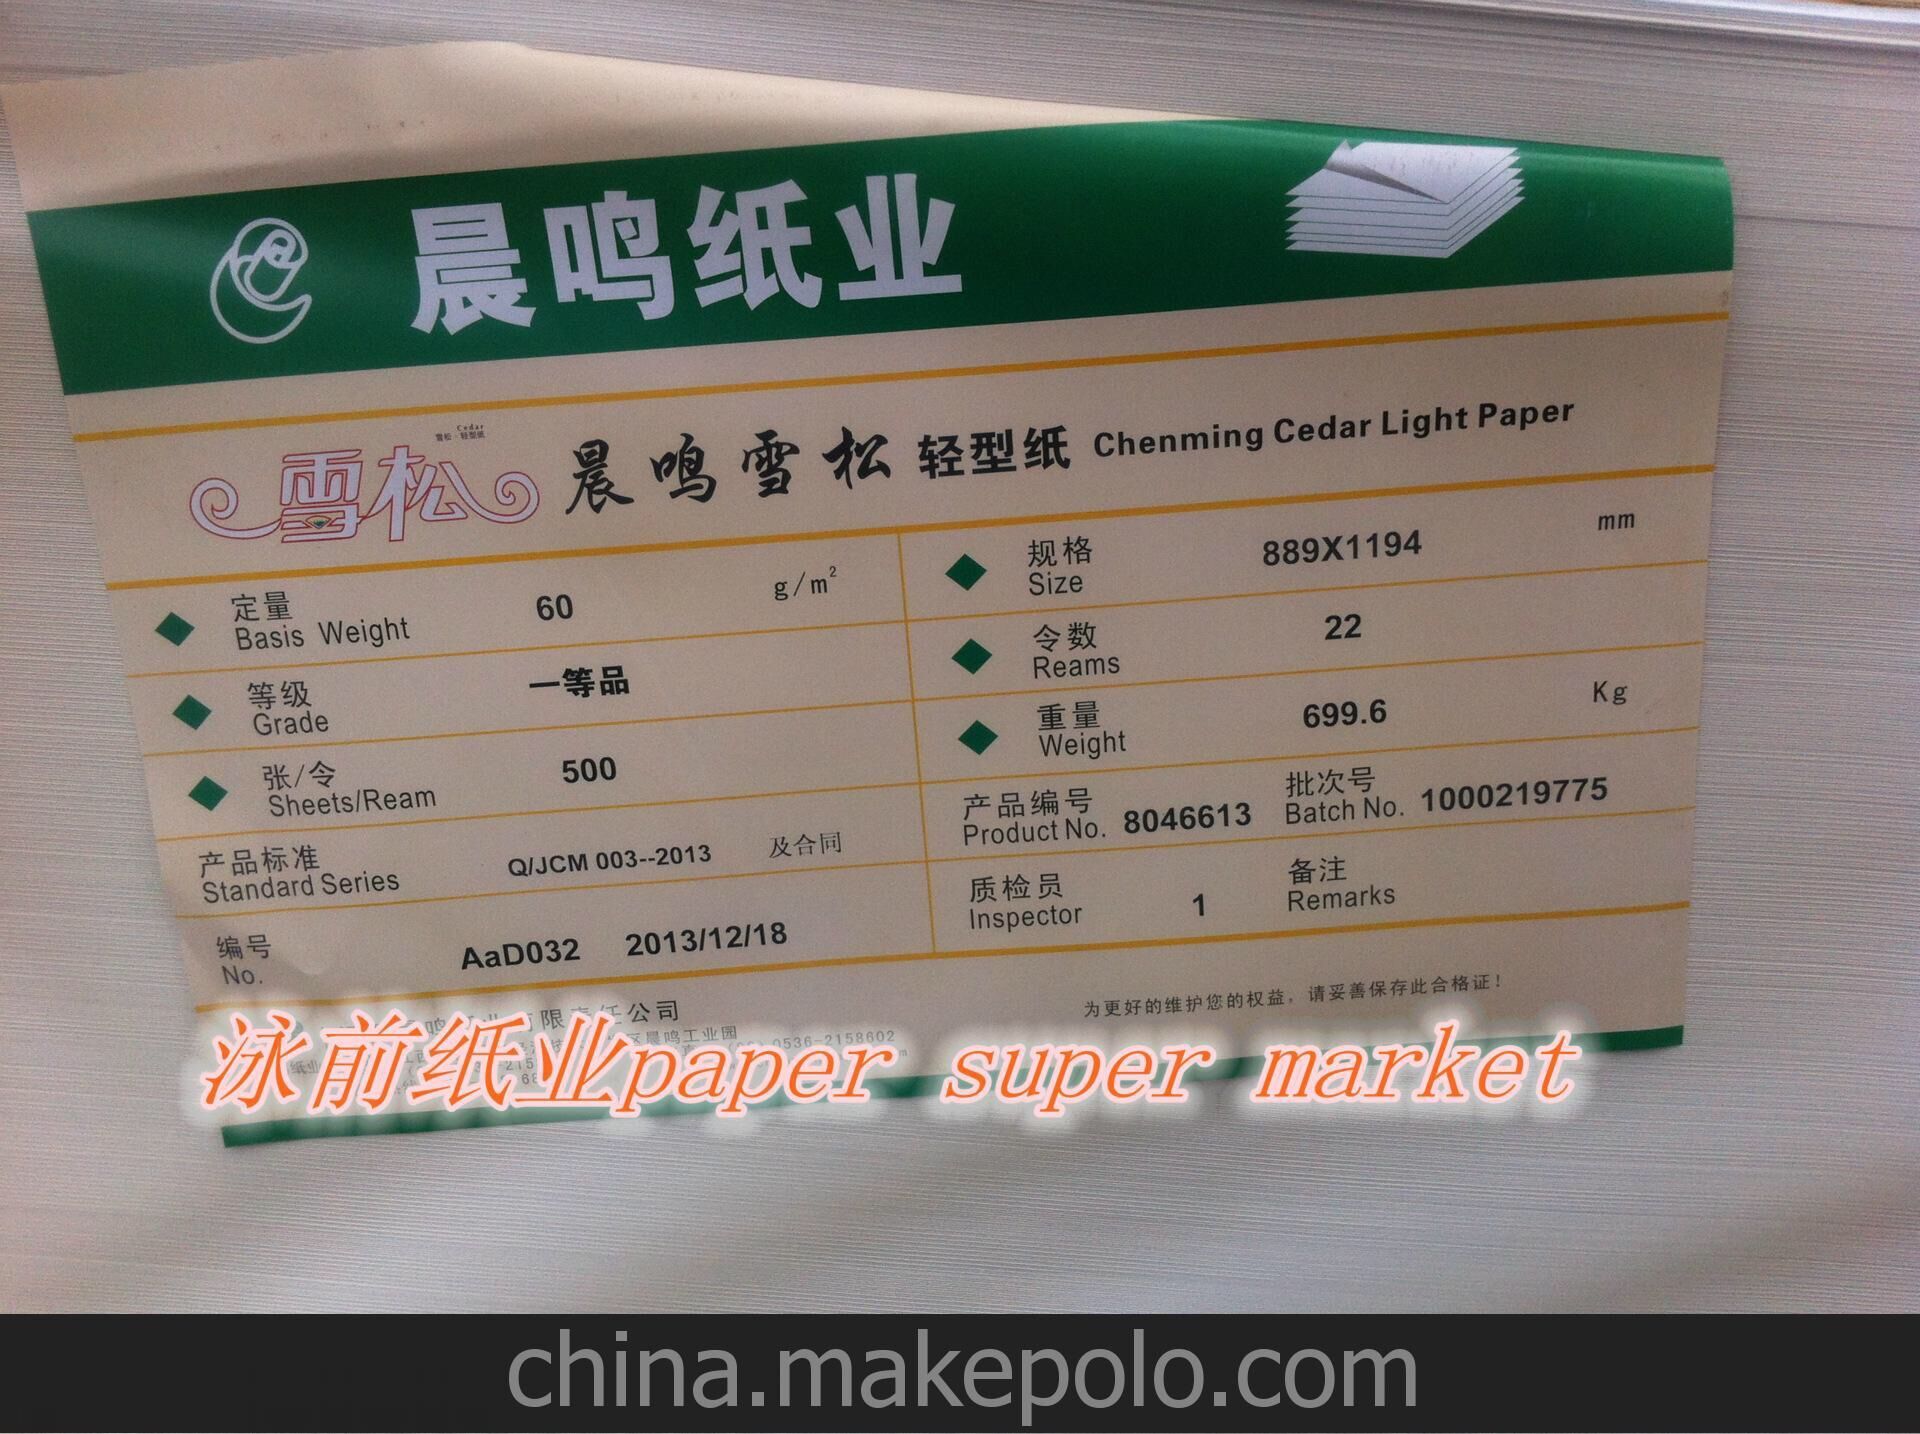 晨鸣纸业
Cedar
雪松·轻型纸
雪松 晨鸣雪松 轻型纸 Chenming Cedar Light Paper
定量 60 g/m²
Basis Weight
规格 889X1194 mm
Size
等级 一等品
Grade
令数 22
Reams
张/令 500
Sheets/Ream
重量 699.6 Kg
Weight
产品标准 Q/JCM 003--2013 及合同
Standard Series
产品编号 8046613 批次号 1000219775
Product No. Batch No.
编号 AaD032 2013/12/18
No.
质检员 1 备注
Inspector Remarks
为更好的维护您的权益，请妥善保存此合格证！
责任公司
区晨鸣工业园
0536-2158602
泳前纸业paper super market
china.makepolo.com